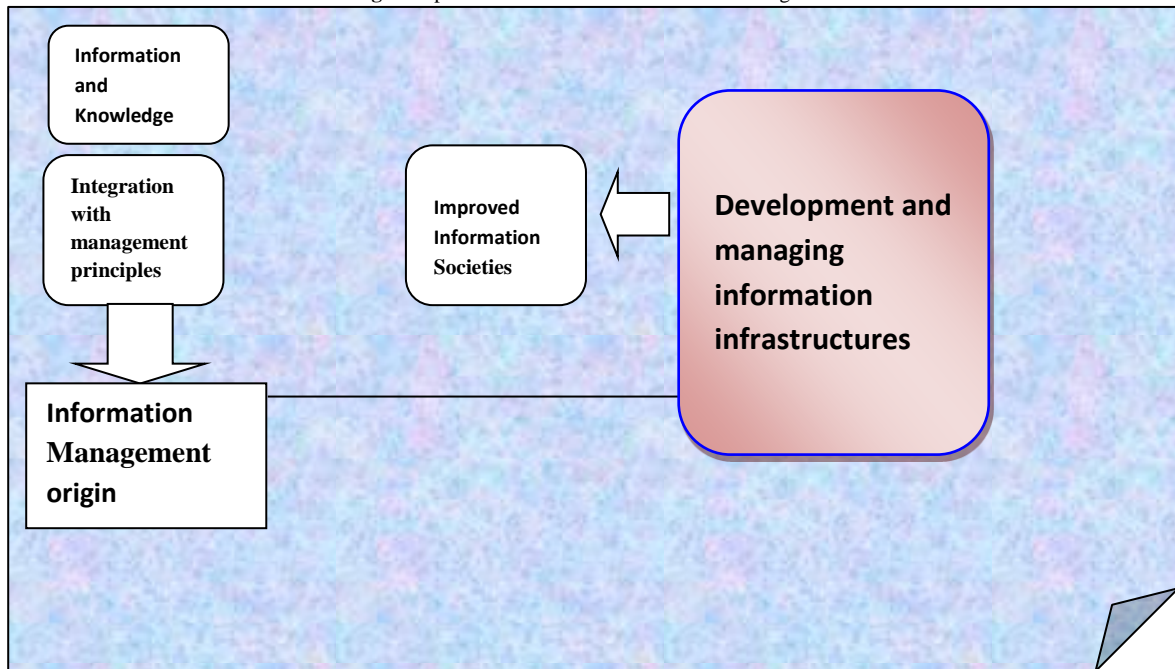 Information
and
Knowledge
Integration
with
management
principles
Information
Management
origin
Improved
Information
Societies
Development and
managing
information
infrastructures